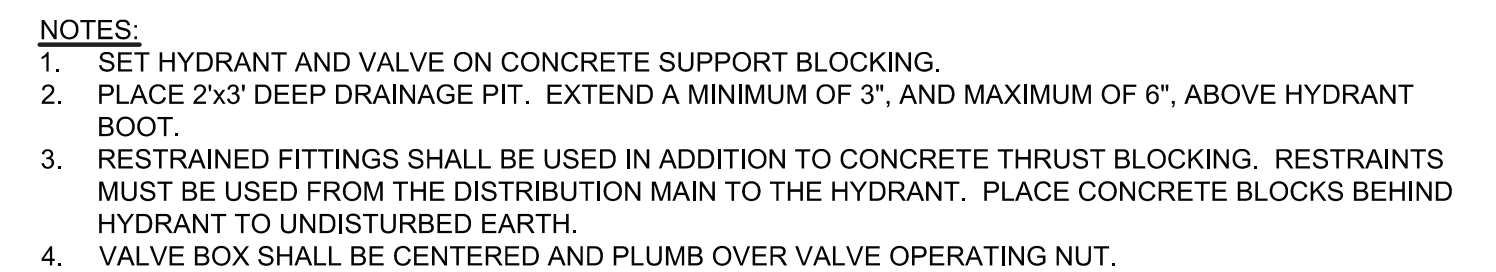 NOTES:
1. SET HYDRANT AND VALVE ON CONCRETE SUPPORT BLOCKING.
2. PLACE 2'x3' DEEP DRAINAGE PIT. EXTEND A MINIMUM OF 3", AND MAXIMUM OF 6", ABOVE HYDRANT
BOOT.
3. RESTRAINED FITTINGS SHALL BE USED IN ADDITION TO CONCRETE THRUST BLOCKING. RESTRAINTS
MUST BE USED FROM THE DISTRIBUTION MAIN TO THE HYDRANT. PLACE CONCRETE BLOCKS BEHIND
HYDRANT TO UNDISTURBED EARTH.
4. VALVE BOX SHALL BE CENTERED AND PLUMB OVER VALVE OPERATING NUT.